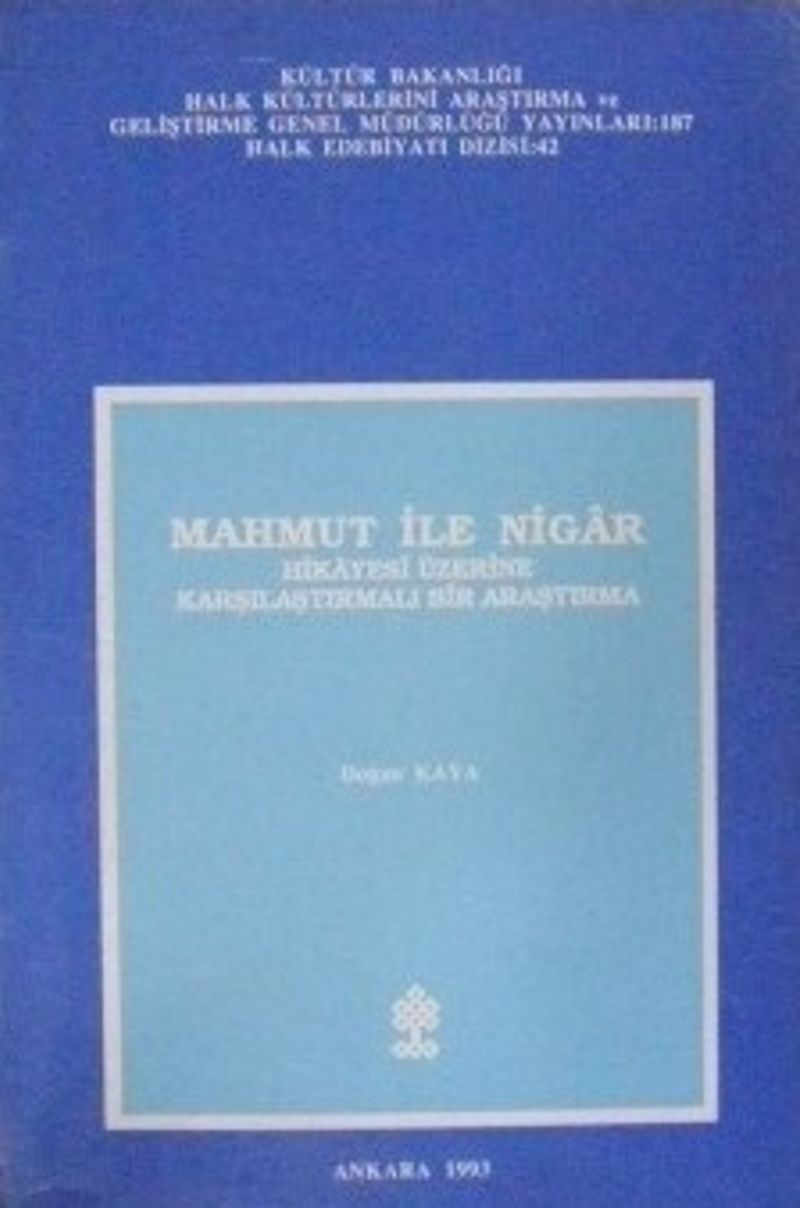 KÜLTÜR BAKANLIĞI
HALK KÜLTÜRLERİNİ ARAŞTIRMA ve
GELİŞTİRME GENEL MÜDÜRLÜĞÜ YAYINLARI:187
HALK EDEBİYATI DİZİSİ:42
MAHMUT İLE NİGÂR
HİKÂYESİ ÜZERİNE
KARŞILAŞTIRMALI BİR ARAŞTIRMA
Doğan KAYA
ANKARA 1993